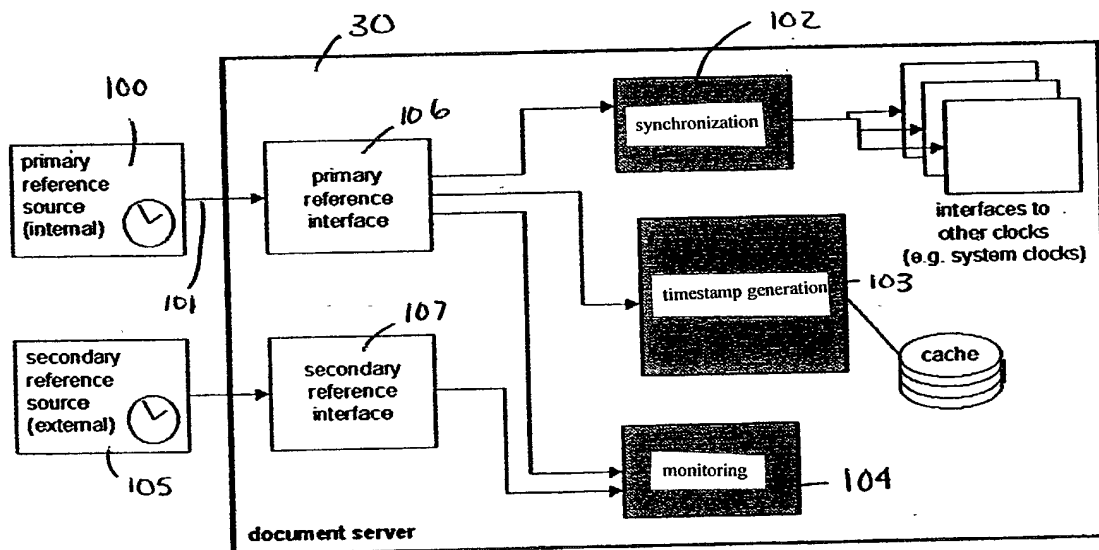 30
102
100
106
synchronization
primary
reference
source
(internal)
primary
reference
interface
interfaces to
other clocks
(e.g. system clocks)
101
timestamp generation
103
107
secondary
reference
source
(external)
secondary
reference
interface
cache
105
monitoring
104
document server